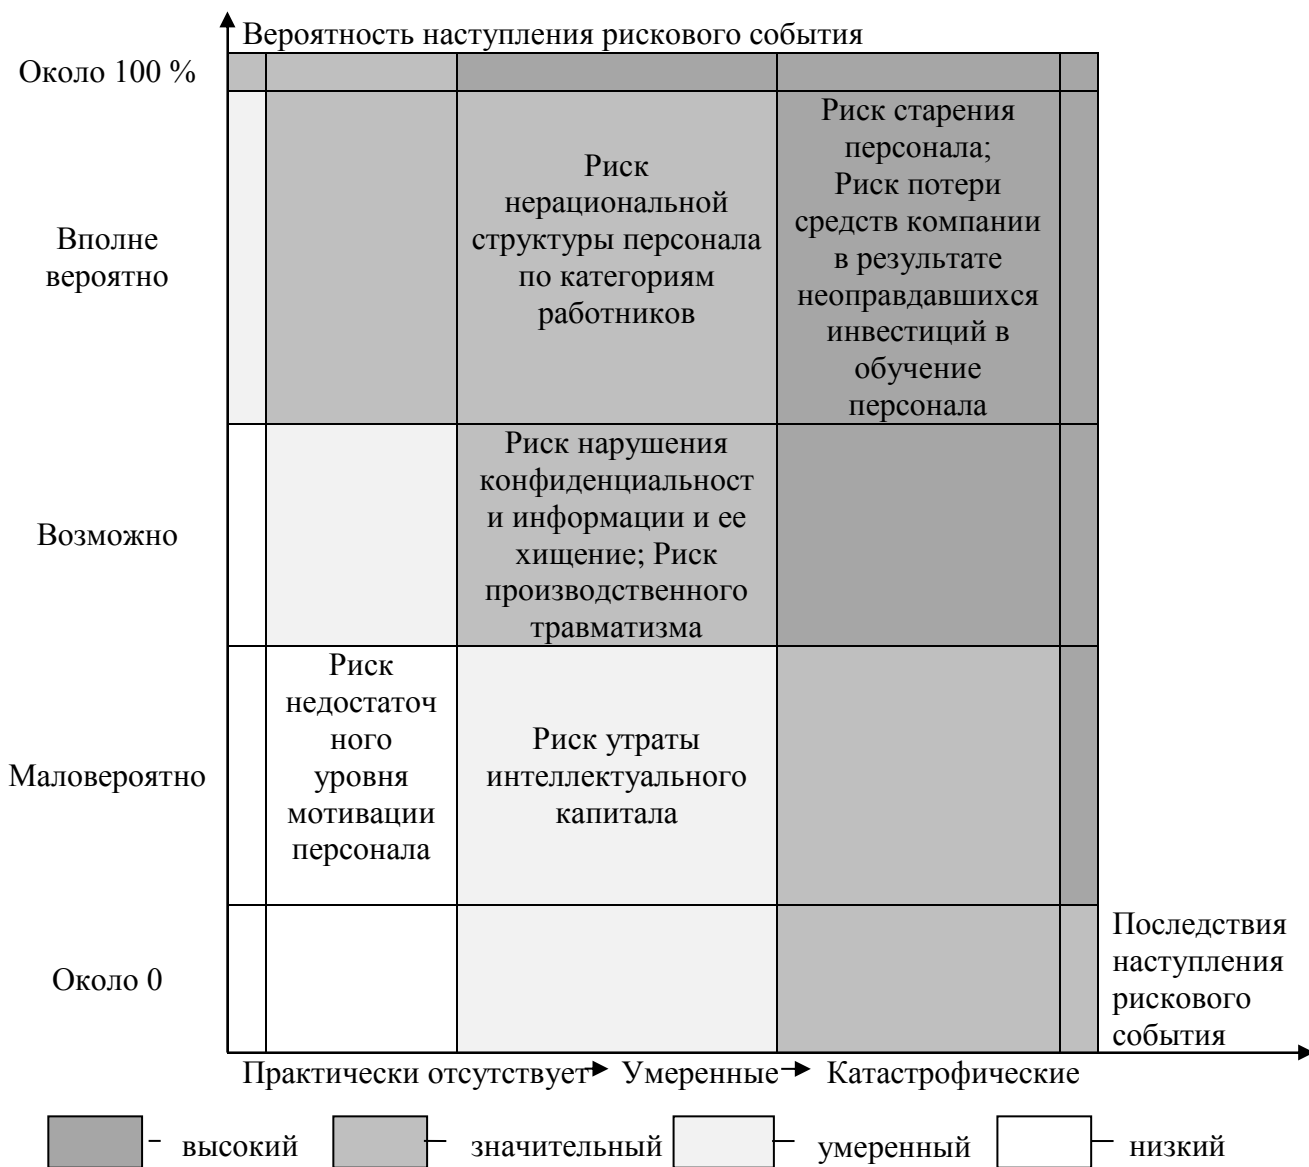 Вероятность наступления рискового события
Около 100 %
Вполне
вероятно
Риск
нерациональной
структуры персонала
по категориям
работников
Риск старения
персонала;
Риск потери
средств компании
в результате
неоправдавшихся
инвестиций в
обучение
персонала
Возможно
Риск нарушения
конфиденциальност
и информации и ее
хищение; Риск
производственного
травматизма
Маловероятно
Риск
недостаточ
ного
уровня
мотивации
персонала
Риск утраты
интеллектуального
капитала
Около 0
Последствия
наступления
рискового
события
Практически отсутствует Умеренные Катастрофические
- высокий - значительный - умеренный - низкий